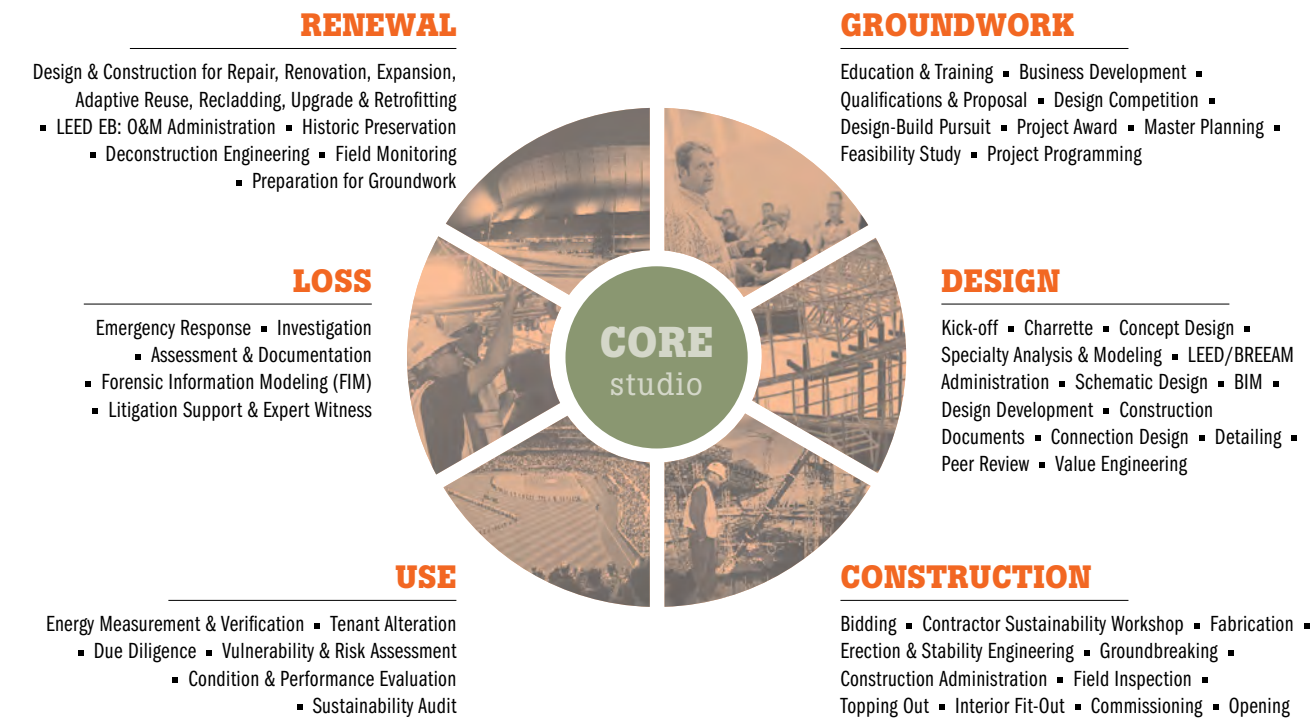 RENEWAL
Design & Construction for Repair, Renovation, Expansion,
Adaptive Reuse, Recladding, Upgrade & Retrofitting
▪ LEED EB: O&M Administration ▪ Historic Preservation
▪ Deconstruction Engineering ▪ Field Monitoring
▪ Preparation for Groundwork
GROUNDWORK
Education & Training ▪ Business Development ▪
Qualifications & Proposal ▪ Design Competition ▪
Design-Build Pursuit ▪ Project Award ▪ Master Planning ▪
Feasibility Study ▪ Project Programming
LOSS
Emergency Response ▪ Investigation
▪ Assessment & Documentation
▪ Forensic Information Modeling (FIM)
▪ Litigation Support & Expert Witness
CORE
studio
DESIGN
Kick-off ▪ Charrette ▪ Concept Design ▪
Specialty Analysis & Modeling ▪ LEED/BREEAM
Administration ▪ Schematic Design ▪ BIM ▪
Design Development ▪ Construction
Documents ▪ Connection Design ▪ Detailing ▪
Peer Review ▪ Value Engineering
USE
Energy Measurement & Verification ▪ Tenant Alteration
▪ Due Diligence ▪ Vulnerability & Risk Assessment
▪ Condition & Performance Evaluation
▪ Sustainability Audit
CONSTRUCTION
Bidding ▪ Contractor Sustainability Workshop ▪ Fabrication ▪
Erection & Stability Engineering ▪ Groundbreaking ▪
Construction Administration ▪ Field Inspection ▪
Topping Out ▪ Interior Fit-Out ▪ Commissioning ▪ Opening